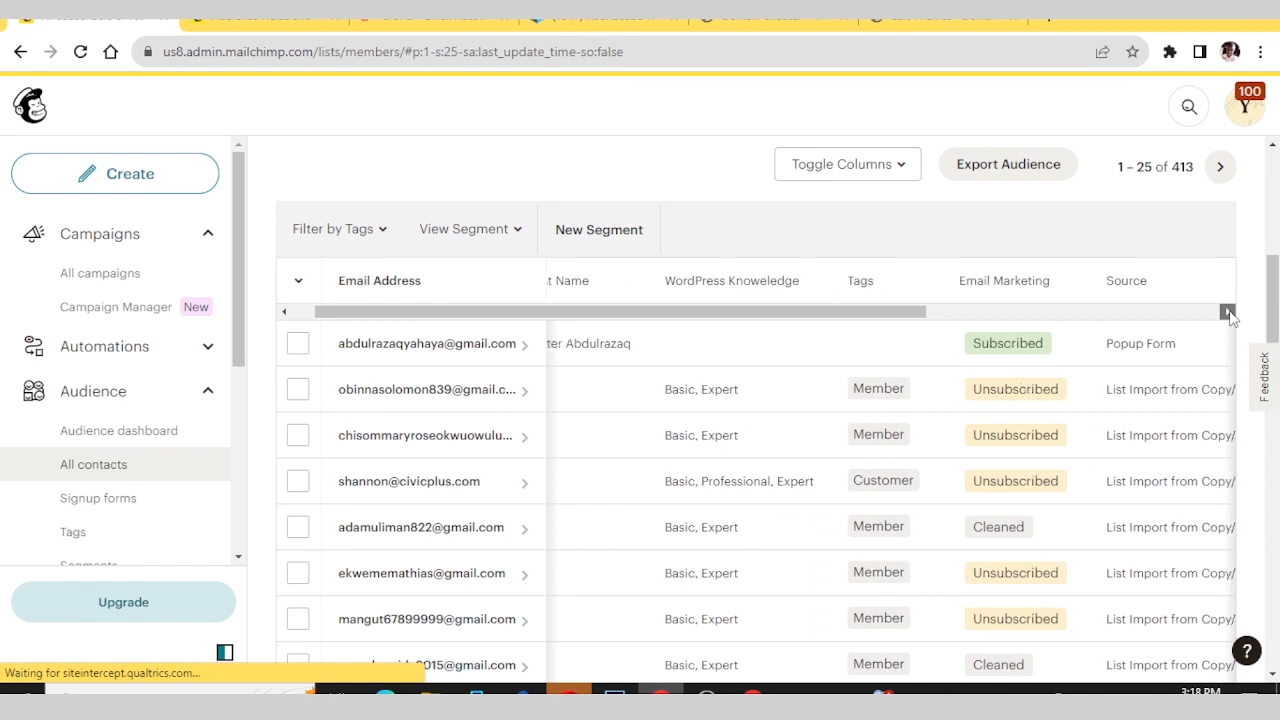 us8.admin.mailchimp.com/lists/members/#p:1-s:25-sa:last_update_time-so:false
100
Y
Create
Campaigns
All campaigns
Campaign Manager New
Automations
Audience
Audience dashboard
All contacts
Signup forms
Tags
Segments
Upgrade
Waiting for siteintercept.qualtrics.com...
Toggle Columns
Export Audience
1 – 25 of 413
Filter by Tags
View Segment
New Segment
Email Address t Name WordPress Knoweledge Tags Email Marketing Source
abdulrazaqyahaya@gmail.com ter Abdulrazaq Subscribed Popup Form
obinnasolomon839@gmail.c... Basic, Expert Member Unsubscribed List Import from Copy/
chisommaryroseokwuowulu... Basic, Expert Member Unsubscribed List Import from Copy/
shannon@civicplus.com Basic, Professional, Expert Customer Unsubscribed List Import from Copy/
adamuliman822@gmail.com Basic, Expert Member Cleaned List Import from Copy/
ekwememathias@gmail.com Basic, Expert Member Unsubscribed List Import from Copy/
mangut67899999@gmail.com Basic, Expert Member Unsubscribed List Import from Copy/
2015@gmail.com Basic, Expert Member Cleaned List Import from Copy/
Feedback
?
3:18 PM